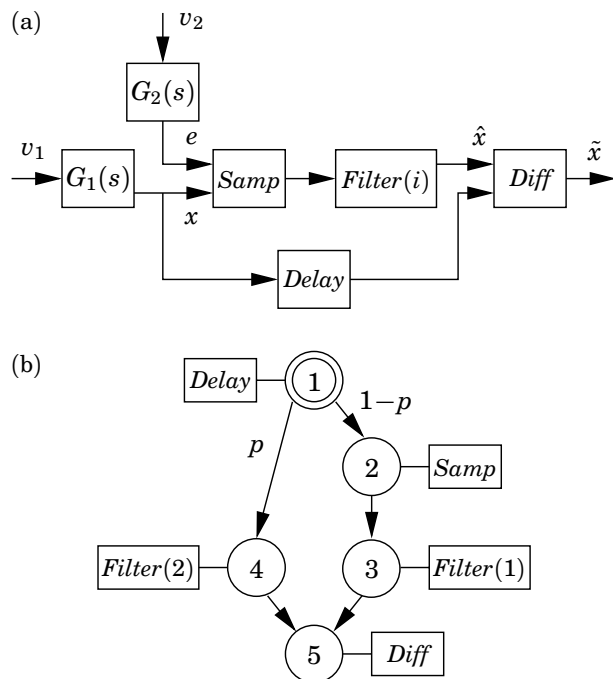 (a)
v₂
G₂(s)
e
v₁
G₁(s)
x
Samp
Filter(i)
x̂
Diff
x̃
Delay
(b)
Delay
1
1−p
p
2
Samp
Filter(2)
4
3
Filter(1)
5
Diff